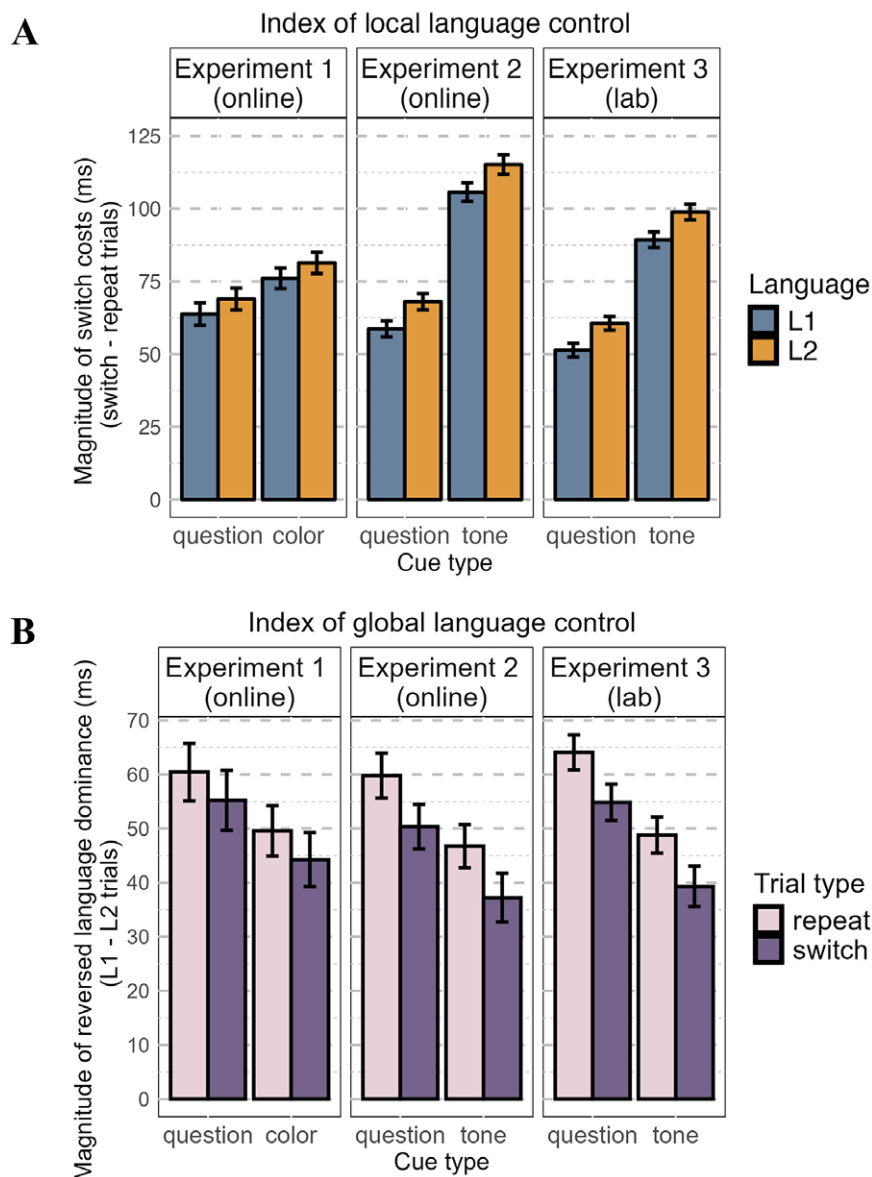 A
Index of local language control
Experiment 1
(online)
Experiment 2
(online)
Experiment 3
(lab)
Magnitude of switch costs (ms)
(switch - repeat trials)
125
100
75
50
25
0
question color
question tone
question tone
Cue type
Language
L1
L2
B
Index of global language control
Experiment 1
(online)
Experiment 2
(online)
Experiment 3
(lab)
Magnitude of reversed language dominance (ms)
(L1 - L2 trials)
70
60
50
40
30
20
10
0
question color
question tone
question tone
Cue type
Trial type
repeat
switch